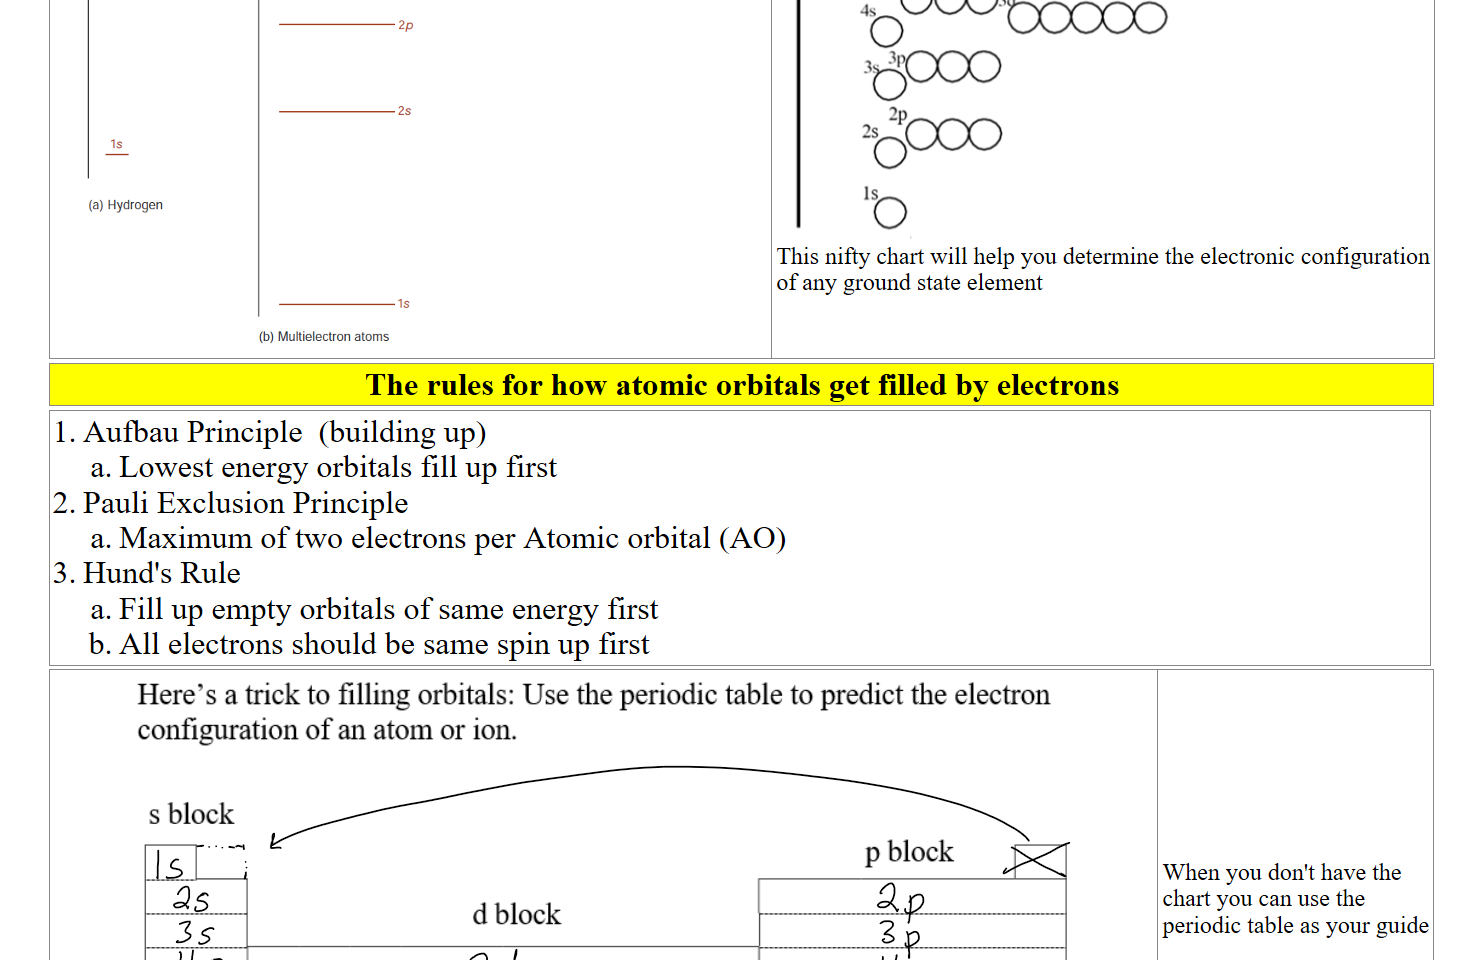 2p
2s
1s
(a) Hydrogen
1s
(b) Multielectron atoms
4s
3s
3p
2s
2p
1s
This nifty chart will help you determine the electronic configuration
of any ground state element
The rules for how atomic orbitals get filled by electrons
1. Aufbau Principle (building up)
a. Lowest energy orbitals fill up first
2. Pauli Exclusion Principle
a. Maximum of two electrons per Atomic orbital (AO)
3. Hund's Rule
a. Fill up empty orbitals of same energy first
b. All electrons should be same spin up first
Here’s a trick to filling orbitals: Use the periodic table to predict the electron
configuration of an atom or ion.
s block
p block
1s
2s
d block
2p
3s
3p
When you don't have the
chart you can use the
periodic table as your guide